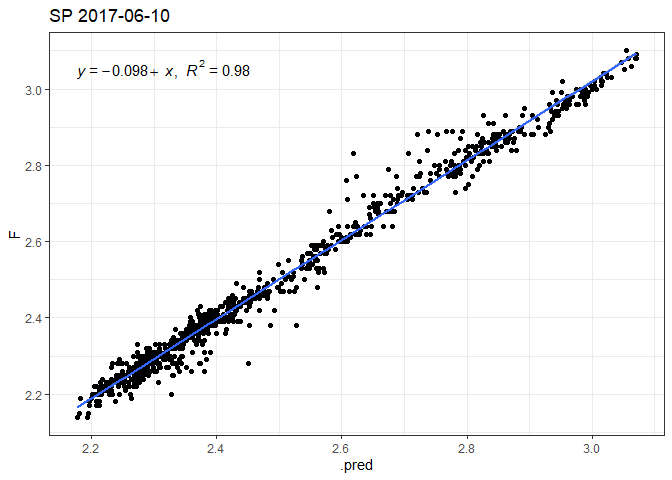 SP 2017-06-10
y = −0.098 + x, R² = 0.98
3.0
2.8
2.6
2.4
2.2
F
2.2 2.4 2.6 2.8 3.0
.pred